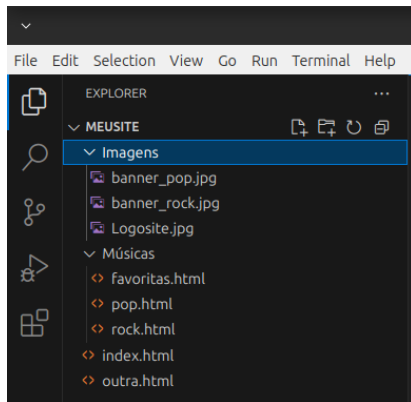 File Edit Selection View Go Run Terminal Help
EXPLORER
MEUSITE
Imagens
banner_pop.jpg
banner_rock.jpg
Logosite.jpg
Músicas
favoritas.html
pop.html
rock.html
index.html
outra.html